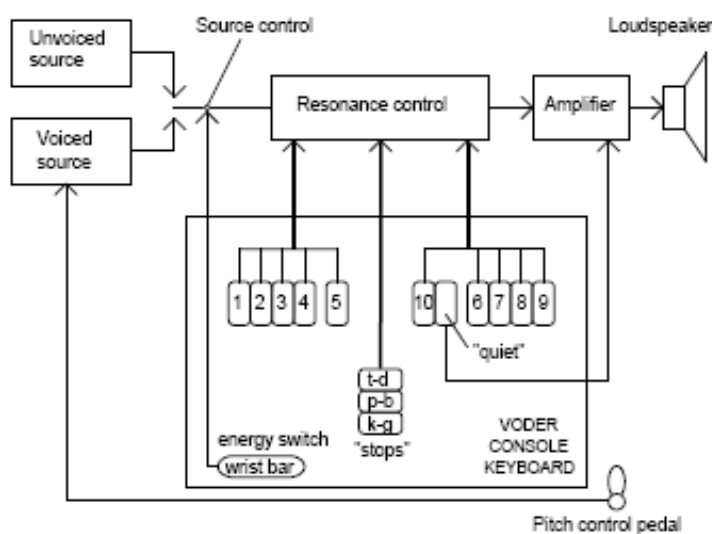 Unvoiced
source
Source control
Loudspeaker
Resonance control
Amplifier
Voiced
source
1 2 3 4 5 10 6 7 8 9
"quiet"
t-d
p-b
k-g
"stops"
energy switch
wrist bar
VODER
CONSOLE
KEYBOARD
Pitch control pedal